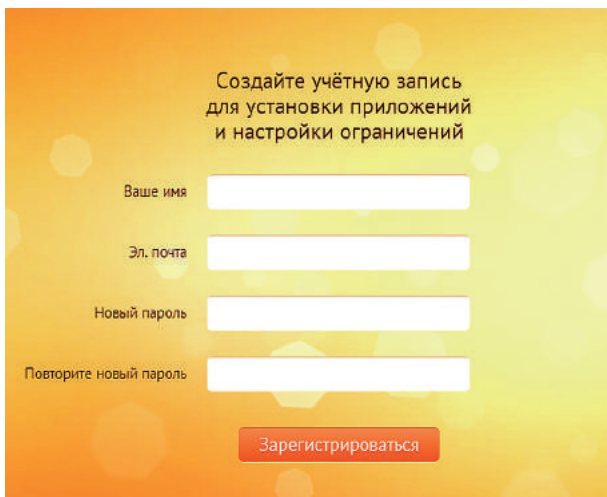 Создайте учётную запись
для установки приложений
и настройки ограничений
Ваше имя
Эл. почта
Новый пароль
Повторите новый пароль
Зарегистрироваться